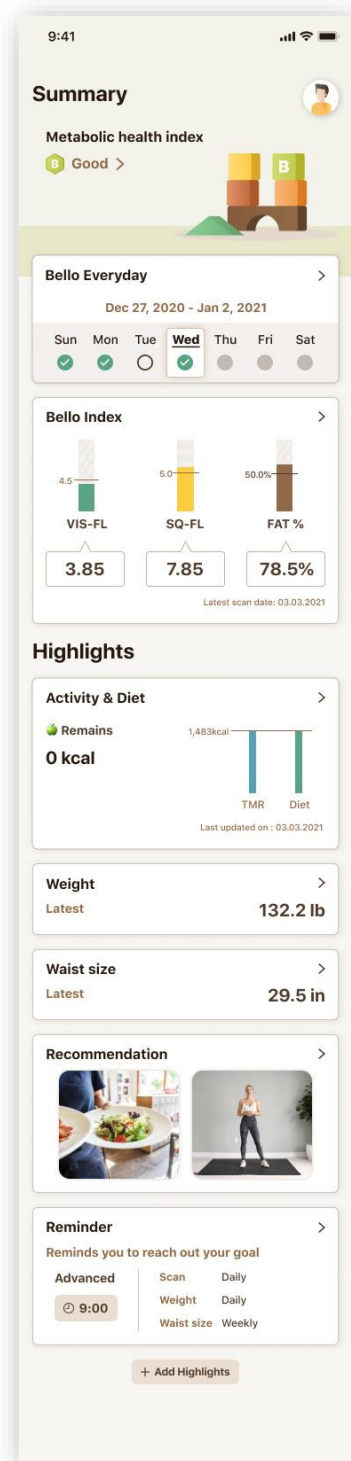 9:41
Summary
Metabolic health index
B Good >
B
Bello Everyday >
Dec 27, 2020 - Jan 2, 2021
Sun Mon Tue Wed Thu Fri Sat
Bello Index >
4.5 5.0 50.0%
VIS-FL SQ-FL FAT %
3.85 7.85 78.5%
Latest scan date: 03.03.2021
Highlights
Activity & Diet >
Remains 1,483kcal
0 kcal
TMR Diet
Last updated on : 03.03.2021
Weight >
Latest 132.2 lb
Waist size >
Latest 29.5 in
Recommendation >
Reminder >
Reminds you to reach out your goal
Advanced Scan Daily
9:00 Weight Daily
Waist size Weekly
+ Add Highlights